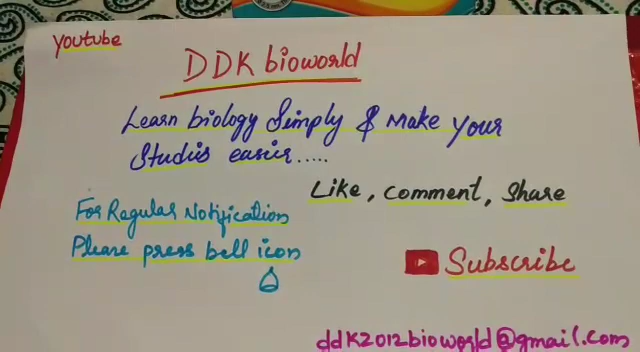 youtube
DDK bioworld
Learn biology Simply & Make Your
Studis easier.....
Like, comment, Share
For Regular Notification
Please press bell icon
Subscribe
ddk2012bioworld@gmail.com